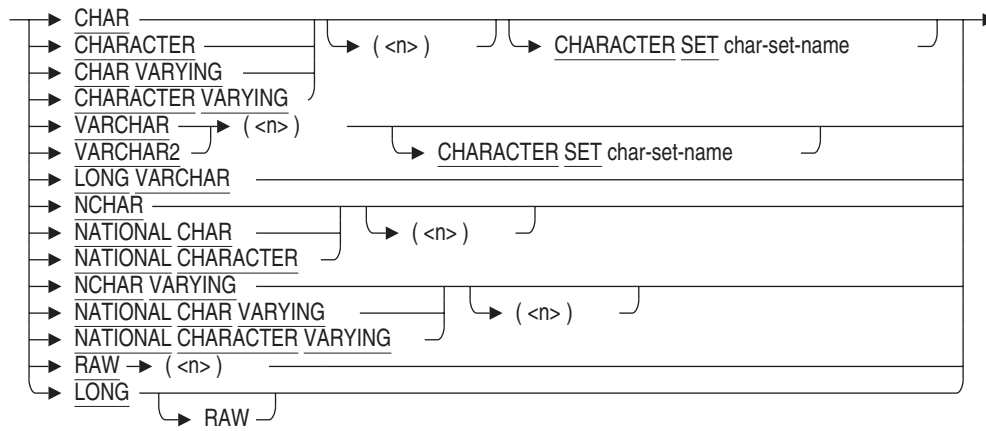 CHAR ( <n> ) CHARACTER SET char-set-name
CHARACTER
CHAR VARYING
CHARACTER VARYING
VARCHAR ( <n> )
VARCHAR2 CHARACTER SET char-set-name
LONG VARCHAR
NCHAR
NATIONAL CHAR ( <n> )
NATIONAL CHARACTER
NCHAR VARYING
NATIONAL CHAR VARYING ( <n> )
NATIONAL CHARACTER VARYING
RAW ( <n> )
LONG
RAW